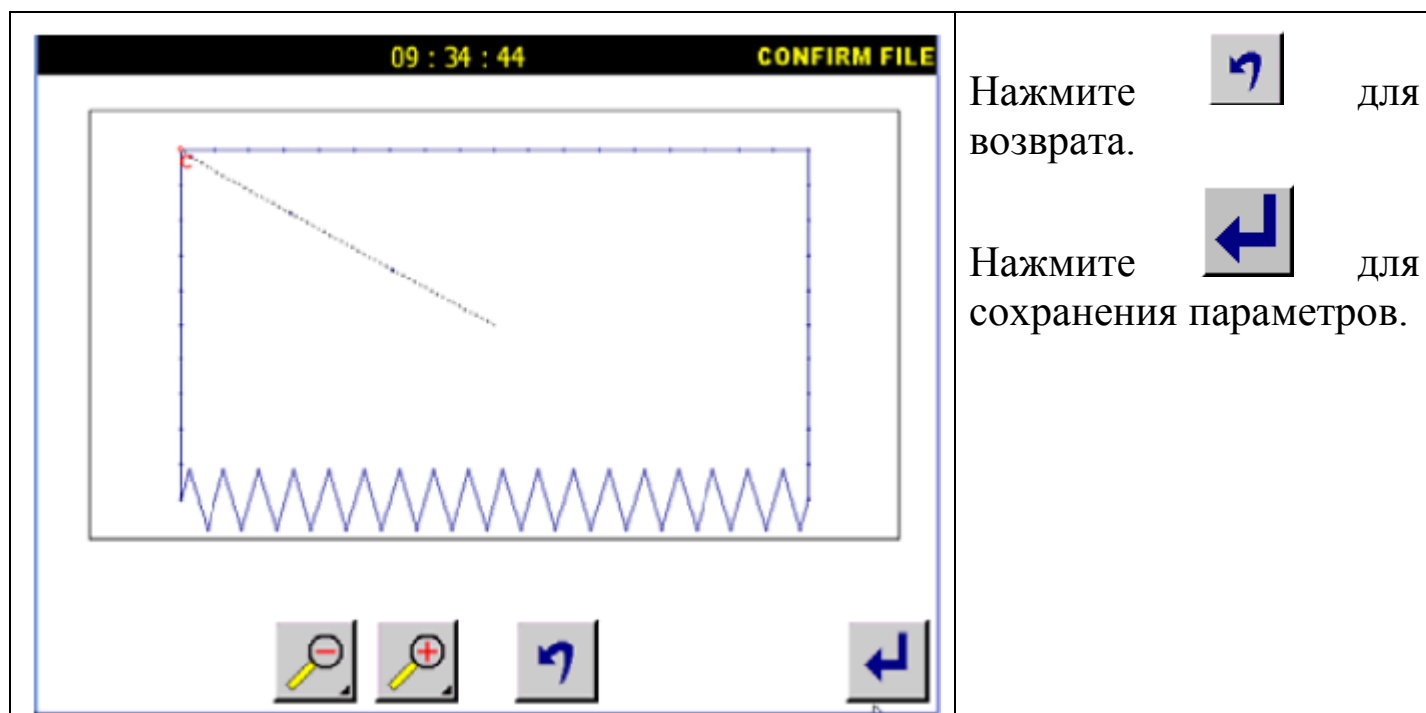 09 : 34 : 44 CONFIRM FILE
C
Нажмите для
возврата.
Нажмите для
сохранения параметров.